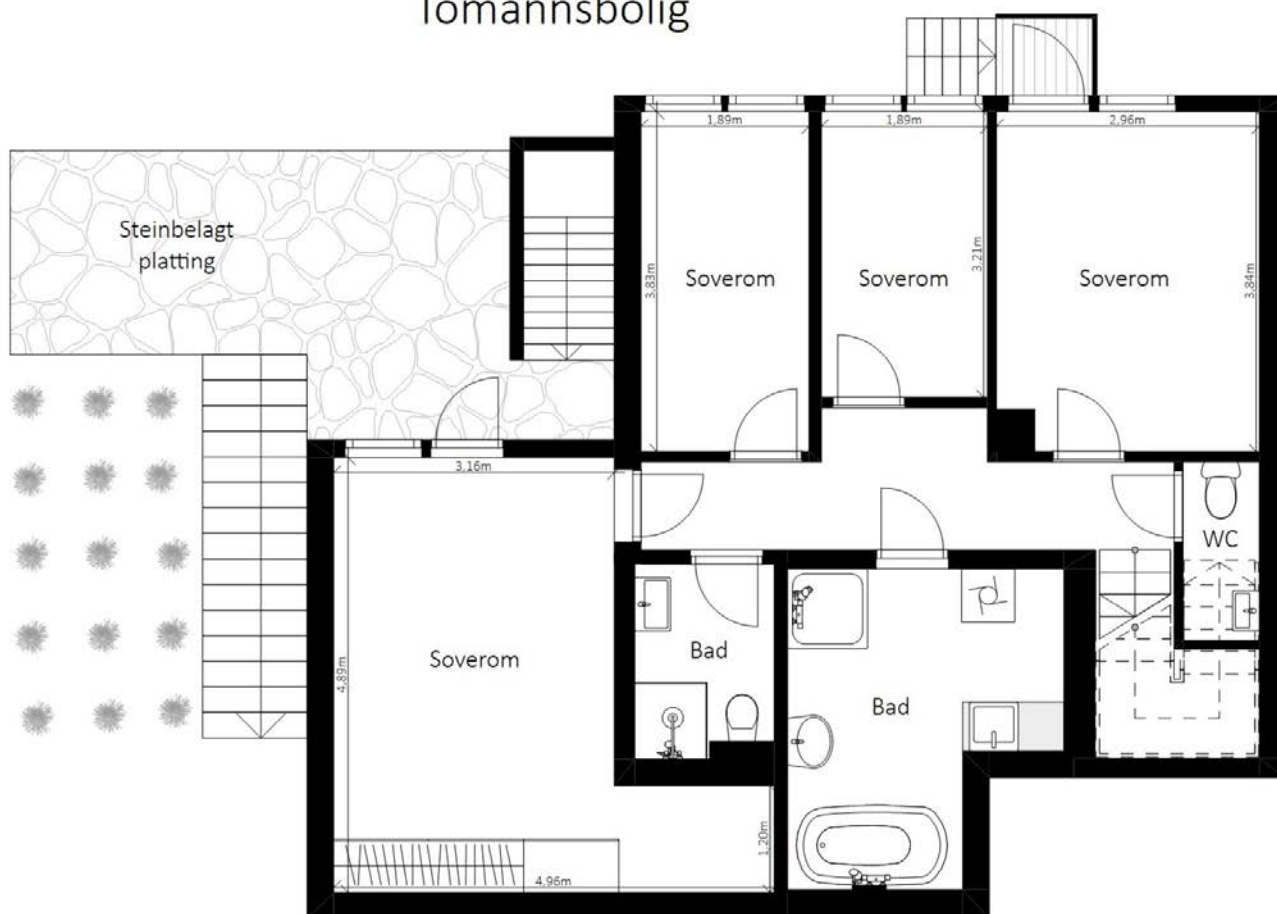 Tomannsbolig
1,89m
1,89m
2,96m
Steinbelagt
platting
3,83m
Soverom
Soverom
3,21m
Soverom
3,84m
3,16m
WC
4,89m
Soverom
Bad
Bad
1,20m
4,96m